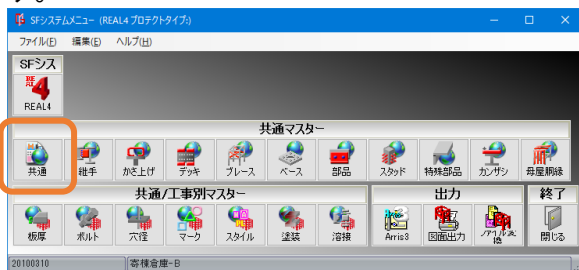 SFシステムメニュー (REAL4 プロテクトタイプ:)
ファイル(F) 編集(E) ヘルプ(H)
SFシス
REAL4
共通マスター
共通 継手 かさ上げ デッキ ブレース ベース 部品 スタッド 特殊部品 カンザシ 母屋胴縁
共通/工事別マスター 出力 終了
板厚 ボルト 穴径 マーク スタイル 塗装 溶接 Arris3 図面出力 ファイル変換 閉じる
20100310 寄棟倉庫-B